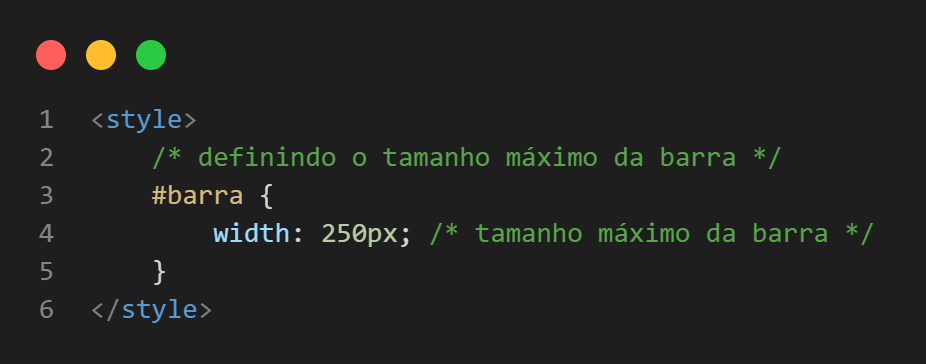 1 <style>
2 /* definindo o tamanho máximo da barra */
3 #barra {
4 width: 250px; /* tamanho máximo da barra */
5 }
6 </style>